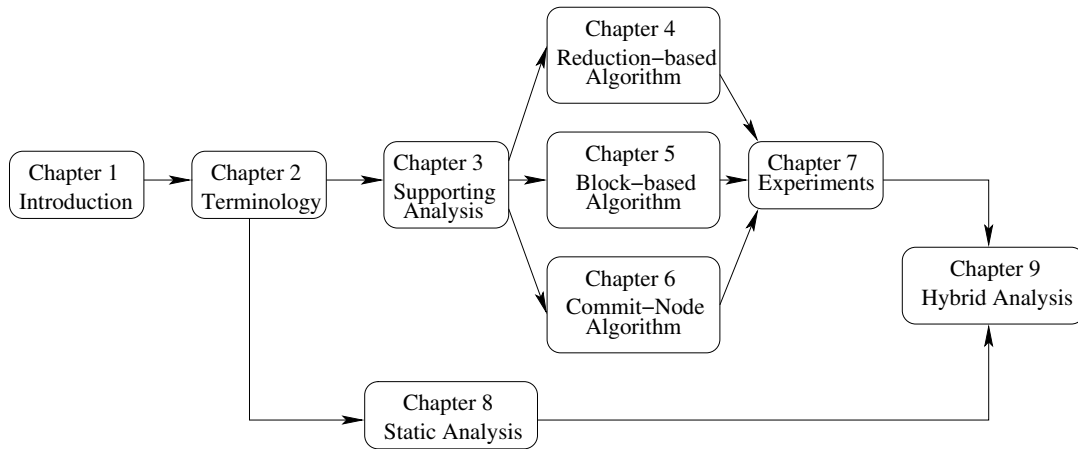 Chapter 1
Introduction
Chapter 2
Terminology
Chapter 3
Supporting
Analysis
Chapter 4
Reduction−based
Algorithm
Chapter 5
Block−based
Algorithm
Chapter 6
Commit−Node
Algorithm
Chapter 7
Experiments
Chapter 8
Static Analysis
Chapter 9
Hybrid Analysis